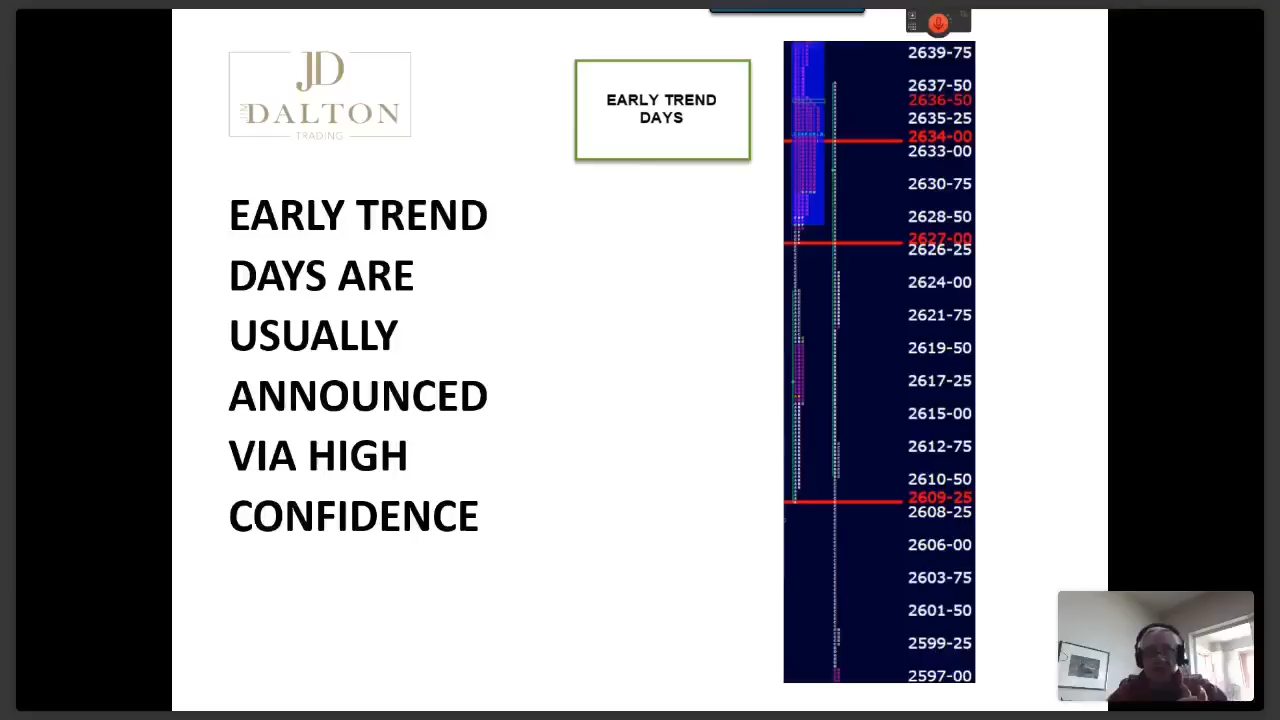 JD
JIM
DALTON
TRADING
EARLY TREND
DAYS
EARLY TREND
DAYS ARE
USUALLY
ANNOUNCED
VIA HIGH
CONFIDENCE
2639-75
2637-50
2636-50
2635-25
2634-00
2633-00
2630-75
2628-50
2627-00
2626-25
2624-00
2621-75
2619-50
2617-25
2615-00
2612-75
2610-50
2609-25
2608-25
2606-00
2603-75
2601-50
2599-25
2597-00